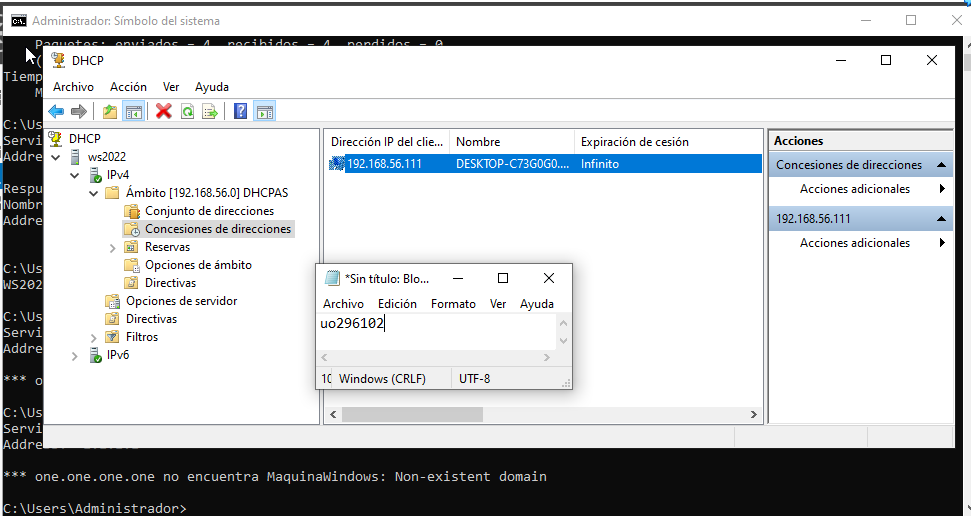 Administrador: Símbolo del sistema
Paquetes: enviados = 4, recibidos = 4, perdidos = 0
(
Tiemp
M
DHCP
Archivo Acción Ver Ayuda
DHCP
ws2022
IPv4
Ámbito [192.168.56.0] DHCPAS
Conjunto de direcciones
Concesiones de direcciones
Reservas
Opciones de ámbito
Directivas
Opciones de servidor
Directivas
Filtros
IPv6
Dirección IP del clie... Nombre Expiración de cesión
192.168.56.111 DESKTOP-C73G0G0.... Infinito
Acciones
Concesiones de direcciones
Acciones adicionales
192.168.56.111
Acciones adicionales
*Sin título: Blo...
Archivo Edición Formato Ver Ayuda
uo296102
Windows (CRLF) UTF-8
C:\Us
Servi
Addre
Respu
Nombr
Addre
C:\Us
WS202
C:\Us
Servi
Addre
*** o
C:\Us
Servi
Addre
*** one.one.one.one no encuentra MaquinaWindows: Non-existent domain
C:\Users\Administrador>